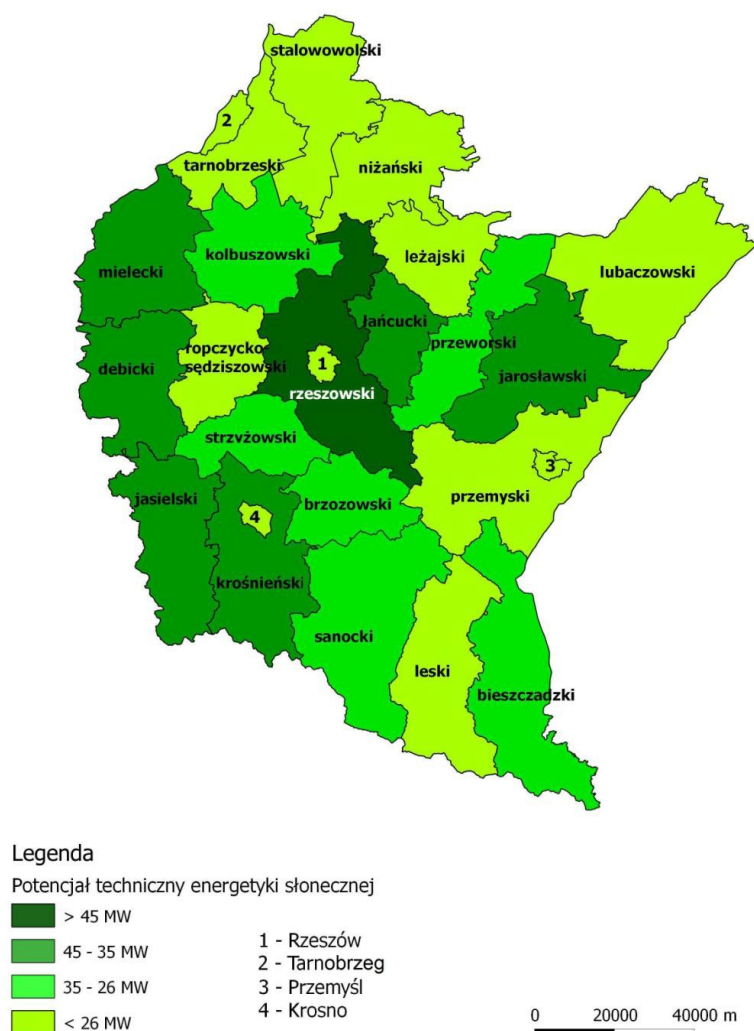 stalowowolski
2
tarnobrzeski
niżański
kolbuszowski
leżajski
mielecki
lubaczowski
łańcucki
ropczycko-
sędziszowski
przeworski
debicki
1
jarosławski
rzeszowski
strzyżowski
3
jasielski
brzozowski
przemyski
4
krośnieński
sanocki
leski
bieszczadzki
Legenda
Potencjał techniczny energetyki słonecznej
> 45 MW
45 - 35 MW
35 - 26 MW
< 26 MW
1 - Rzeszów
2 - Tarnobrzeg
3 - Przemyśl
4 - Krosno
0 20000 40000 m